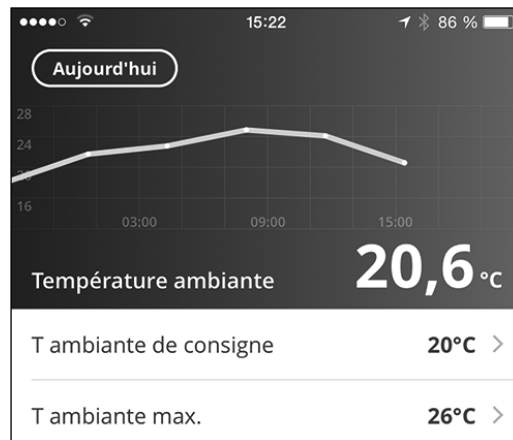 15:22 86 %
Aujourd'hui
28
24
20
16
03:00 09:00 15:00
Température ambiante 20,6 °C
T ambiante de consigne 20°C
T ambiante max. 26°C